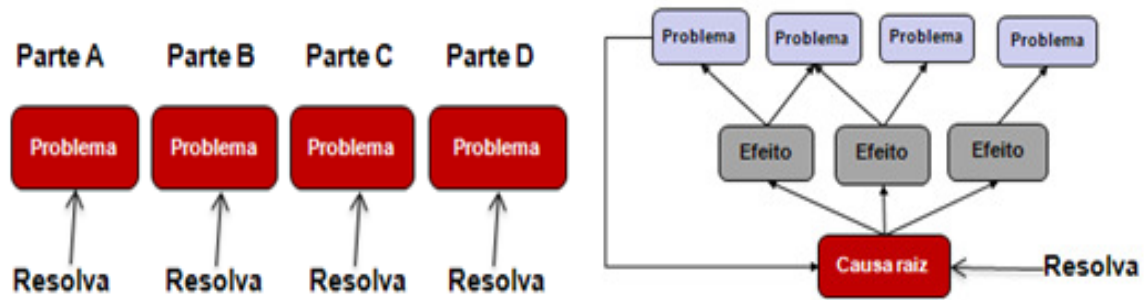 Parte A
Parte B
Parte C
Parte D
Problema
Problema
Problema
Problema
Resolva
Resolva
Resolva
Resolva
Problema
Problema
Problema
Problema
Efeito
Efeito
Efeito
Causa raiz
Resolva